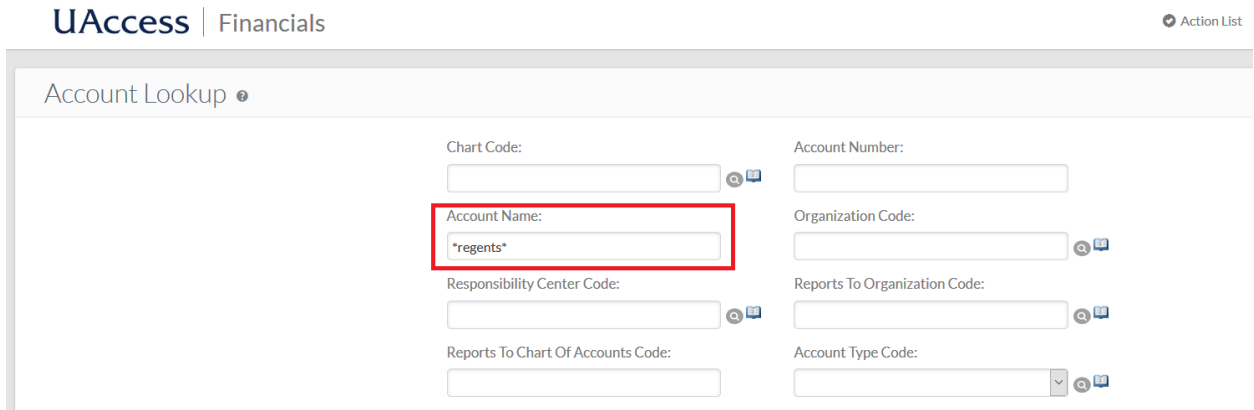 UAccess Financials
Action List
Account Lookup ?
Chart Code:
Account Number:
Account Name:
Organization Code:
*regents*
Responsibility Center Code:
Reports To Organization Code:
Reports To Chart Of Accounts Code:
Account Type Code: